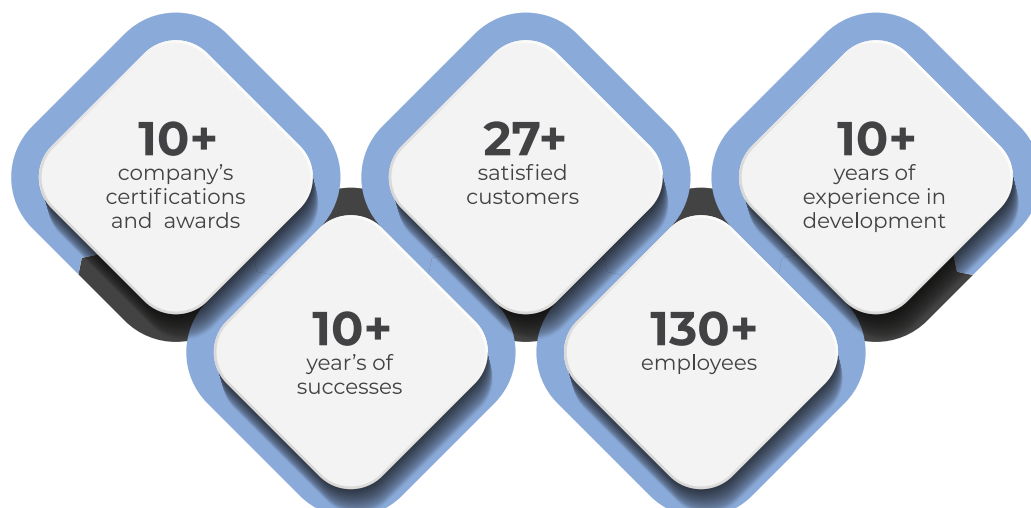 10+
company's
certifications
and  awards
27+
satisfied
customers
10+
years of
experience in
development
10+
year's of
successes
130+
employees